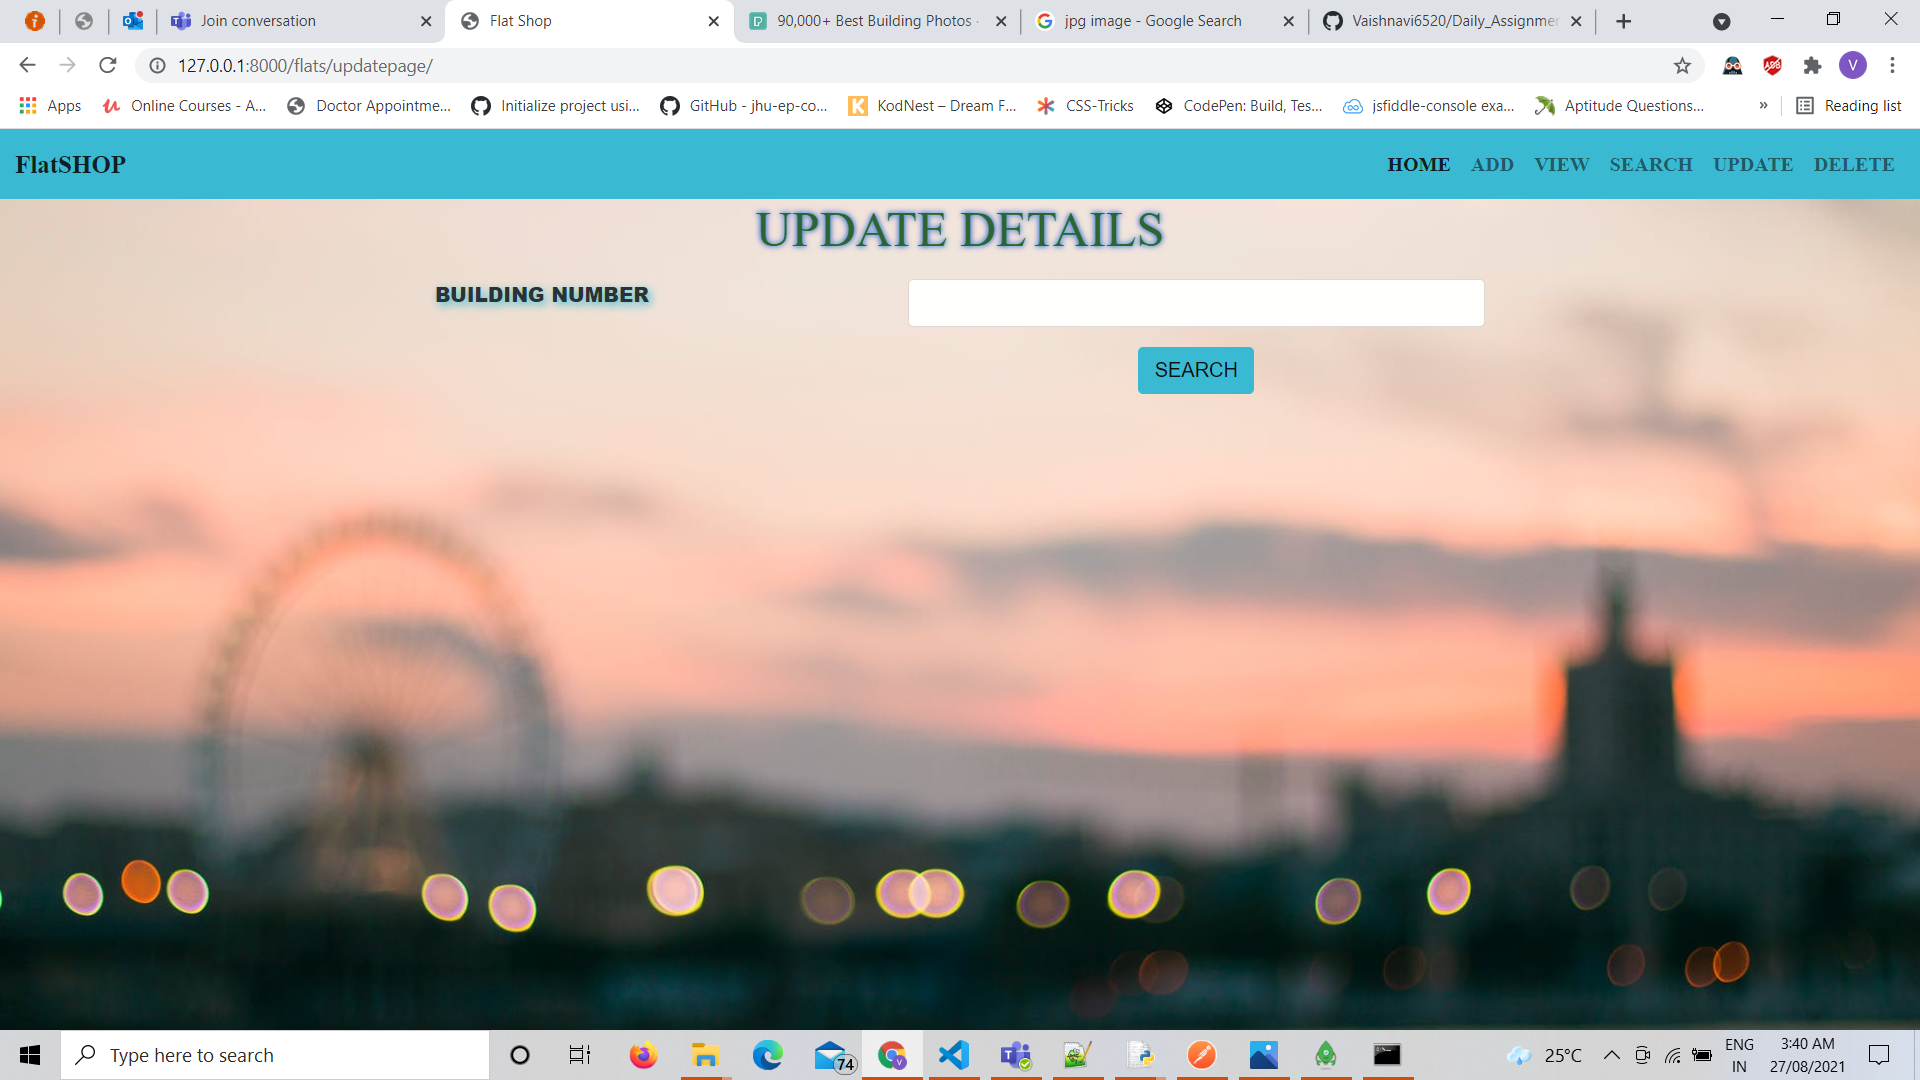 Join conversation
Flat Shop
90,000+ Best Building Photos
jpg image - Google Search
Vaishnavi6520/Daily_Assignmen
127.0.0.1:8000/flats/updatepage/
ABP
V
Apps
Online Courses - A...
Doctor Appointme...
Initialize project usi...
GitHub - jhu-ep-co...
KodNest – Dream F...
CSS-Tricks
CodePen: Build, Tes...
jsfiddle-console exa...
Aptitude Questions...
»
Reading list
FlatSHOP
HOME ADD VIEW SEARCH UPDATE DELETE
UPDATE DETAILS
BUILDING NUMBER
SEARCH
Type here to search
74
25°C
ENG
IN
3:40 AM
27/08/2021